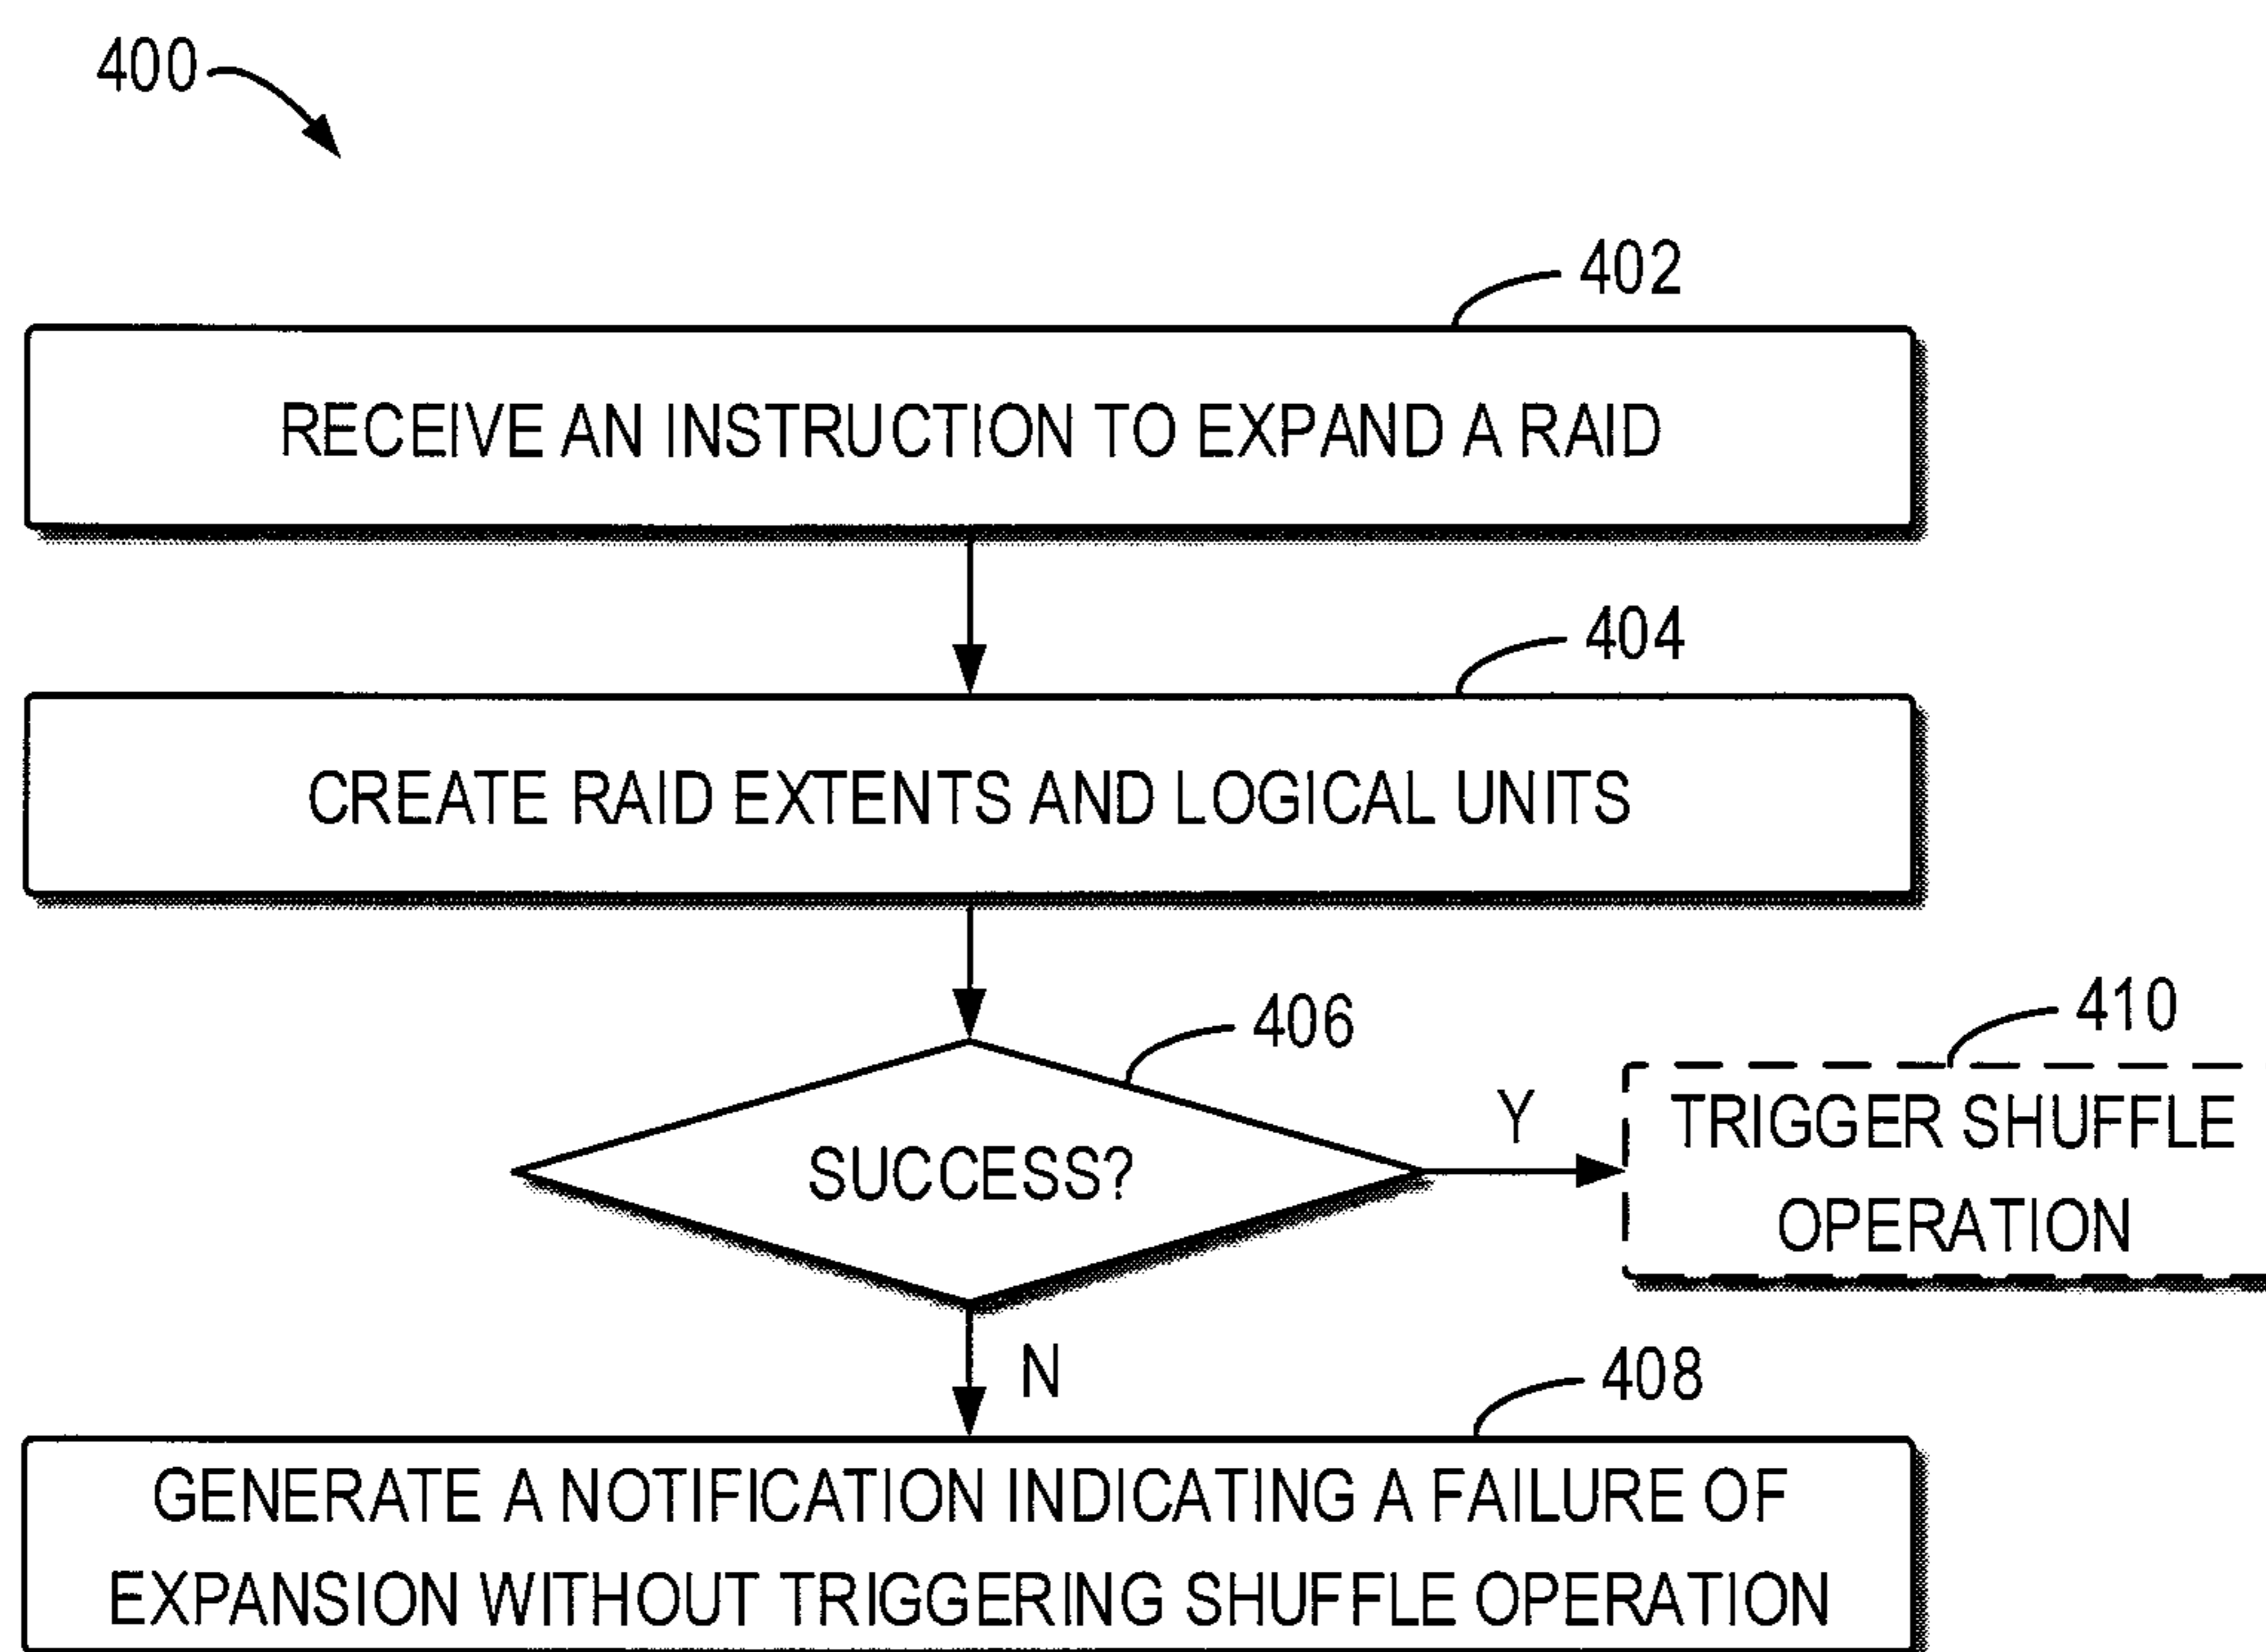 400
402
RECEIVE AN INSTRUCTION TO EXPAND A RAID
404
CREATE RAID EXTENTS AND LOGICAL UNITS
406
SUCCESS?
Y
410
TRIGGER SHUFFLE
OPERATION
N
408
GENERATE A NOTIFICATION INDICATING A FAILURE OF
EXPANSION WITHOUT TRIGGERING SHUFFLE OPERATION